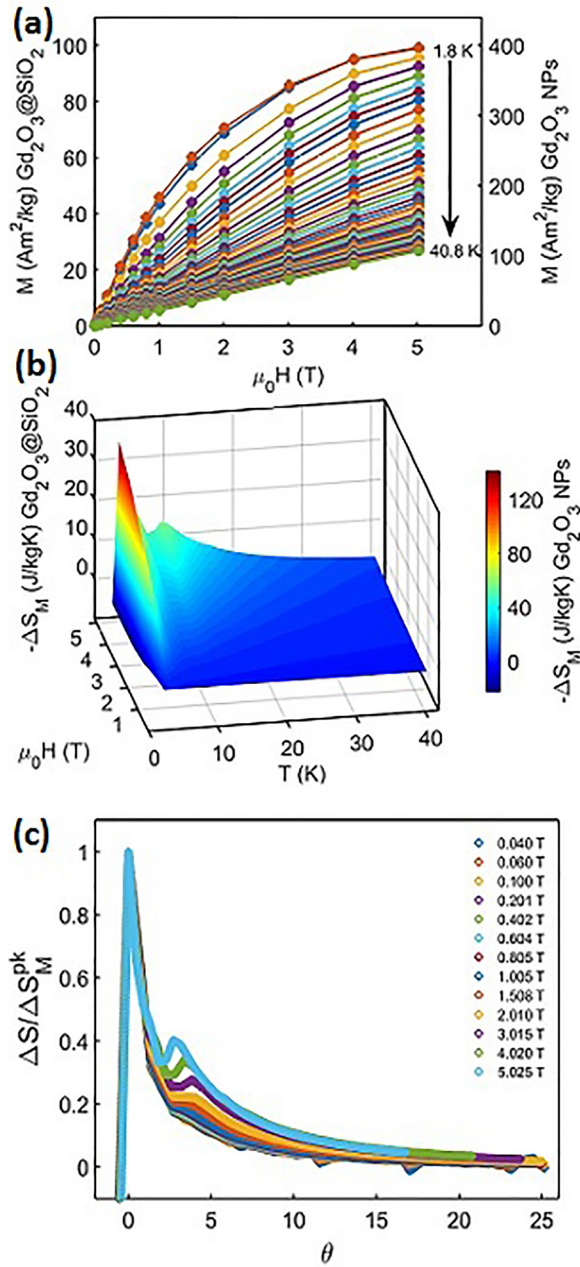 (a)
M (Am²/kg) Gd₂O₃@SiO₂
100
80
60
40
20
0
0 1 2 3 4 5
μ₀H (T)
1.8 K
40.8 K
400
300
200
100
0
M (Am²/kg) Gd₂O₃ NPs
(b)
-ΔS_M (J/kgK) Gd₂O₃@SiO₂
40
30
20
10
0
5
4
3
2
1
μ₀H (T)
0 10 20 30 40
T (K)
120
80
40
0
-ΔS_M (J/kgK) Gd₂O₃ NPs
(c)
ΔS/ΔS_M^pk
1
0.8
0.6
0.4
0.2
0
0 5 10 15 20 25
θ
0.040 T
0.060 T
0.100 T
0.201 T
0.402 T
0.604 T
0.805 T
1.005 T
1.508 T
2.010 T
3.015 T
4.020 T
5.025 T